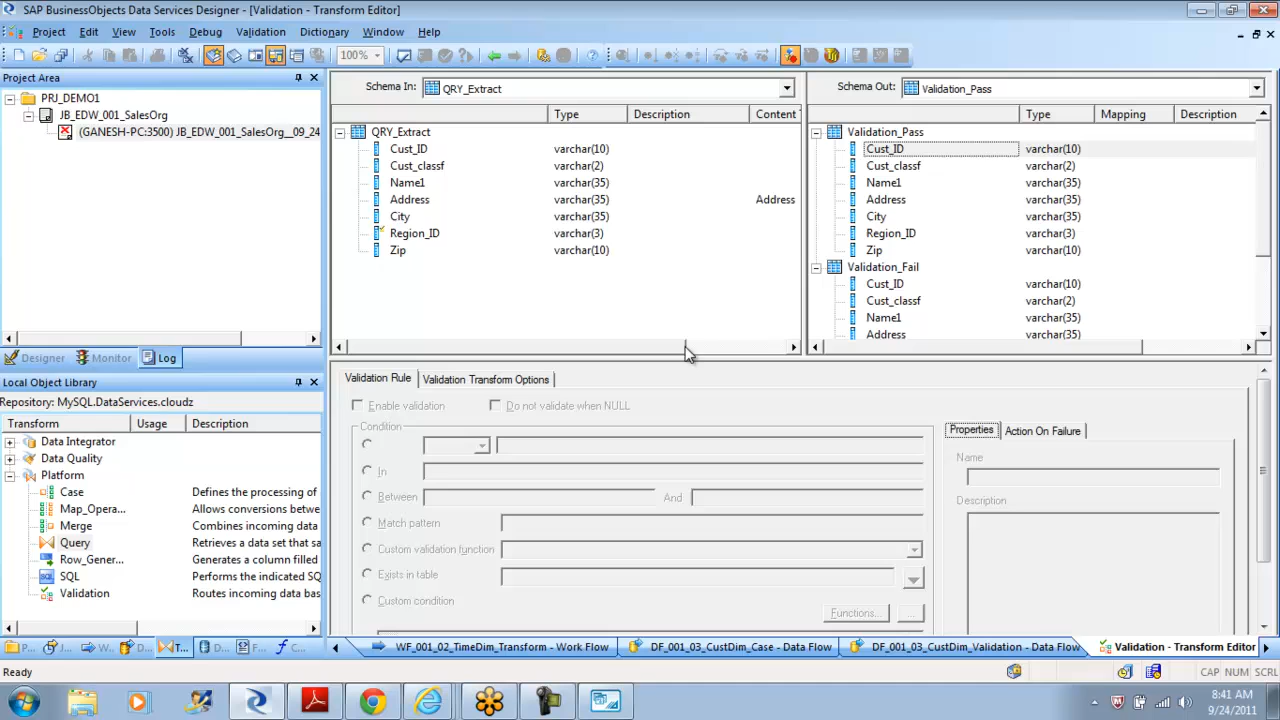 SAP BusinessObjects Data Services Designer - [Validation - Transform Editor]
Project Edit View Tools Debug Validation Dictionary Window Help
100%
Project Area
PRJ_DEMO1
JB_EDW_001_SalesOrg
(GANESH-PC:3500) JB_EDW_001_SalesOrg__09_24
Designer Monitor Log
Local Object Library
Repository: MySQL.DataServices.cloudz
Transform Usage Description
Data Integrator
Data Quality
Platform
Case Defines the processing of
Map_Opera... Allows conversions betwe
Merge Combines incoming data
Query Retrieves a data set that sa
Row_Gener... Generates a column filled
SQL Performs the indicated SQ
Validation Routes incoming data bas
P... J... W... D... T... D... F... C...
Schema In: QRY_Extract
Type Description Content
QRY_Extract
Cust_ID varchar(10)
Cust_classf varchar(2)
Name1 varchar(35)
Address varchar(35) Address
City varchar(35)
Region_ID varchar(3)
Zip varchar(10)
Schema Out: Validation_Pass
Type Mapping Description
Validation_Pass
Cust_ID varchar(10)
Cust_classf varchar(2)
Name1 varchar(35)
Address varchar(35)
City varchar(35)
Region_ID varchar(3)
Zip varchar(10)
Validation_Fail
Cust_ID varchar(10)
Cust_classf varchar(2)
Name1 varchar(35)
Address varchar(35)
Validation Rule Validation Transform Options
Enable validation Do not validate when NULL
Condition
In
Between And
Match pattern
Custom validation function
Exists in table
Custom condition
Functions... ...
Properties Action On Failure
Name
Description
WF_001_02_TimeDim_Transform - Work Flow DF_001_03_CustDim_Case - Data Flow DF_001_03_CustDim_Validation - Data Flow Validation - Transform Editor
Ready CAP NUM SCRL
8:41 AM
9/24/2011